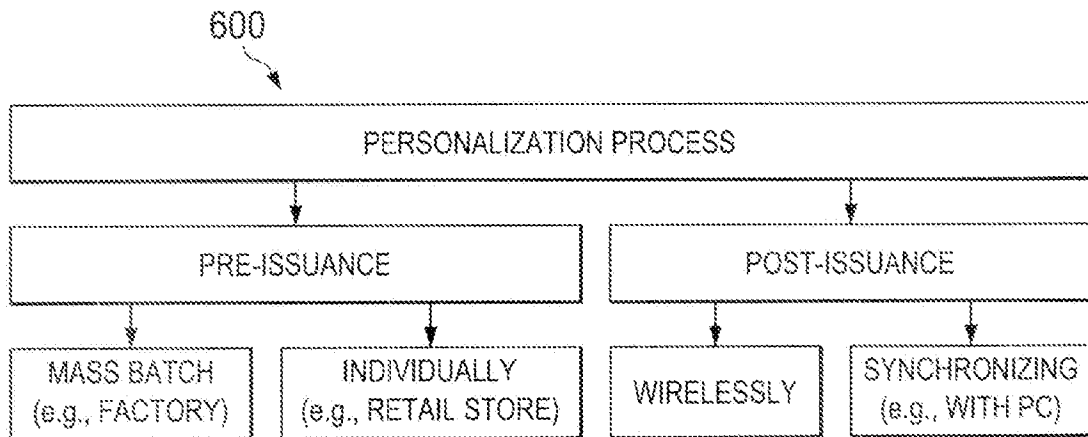 600
PERSONALIZATION PROCESS
PRE-ISSUANCE
POST-ISSUANCE
MASS BATCH
(e.g., FACTORY)
INDIVIDUALLY
(e.g., RETAIL STORE)
WIRELESSLY
SYNCHRONIZING
(e.g., WITH PC)